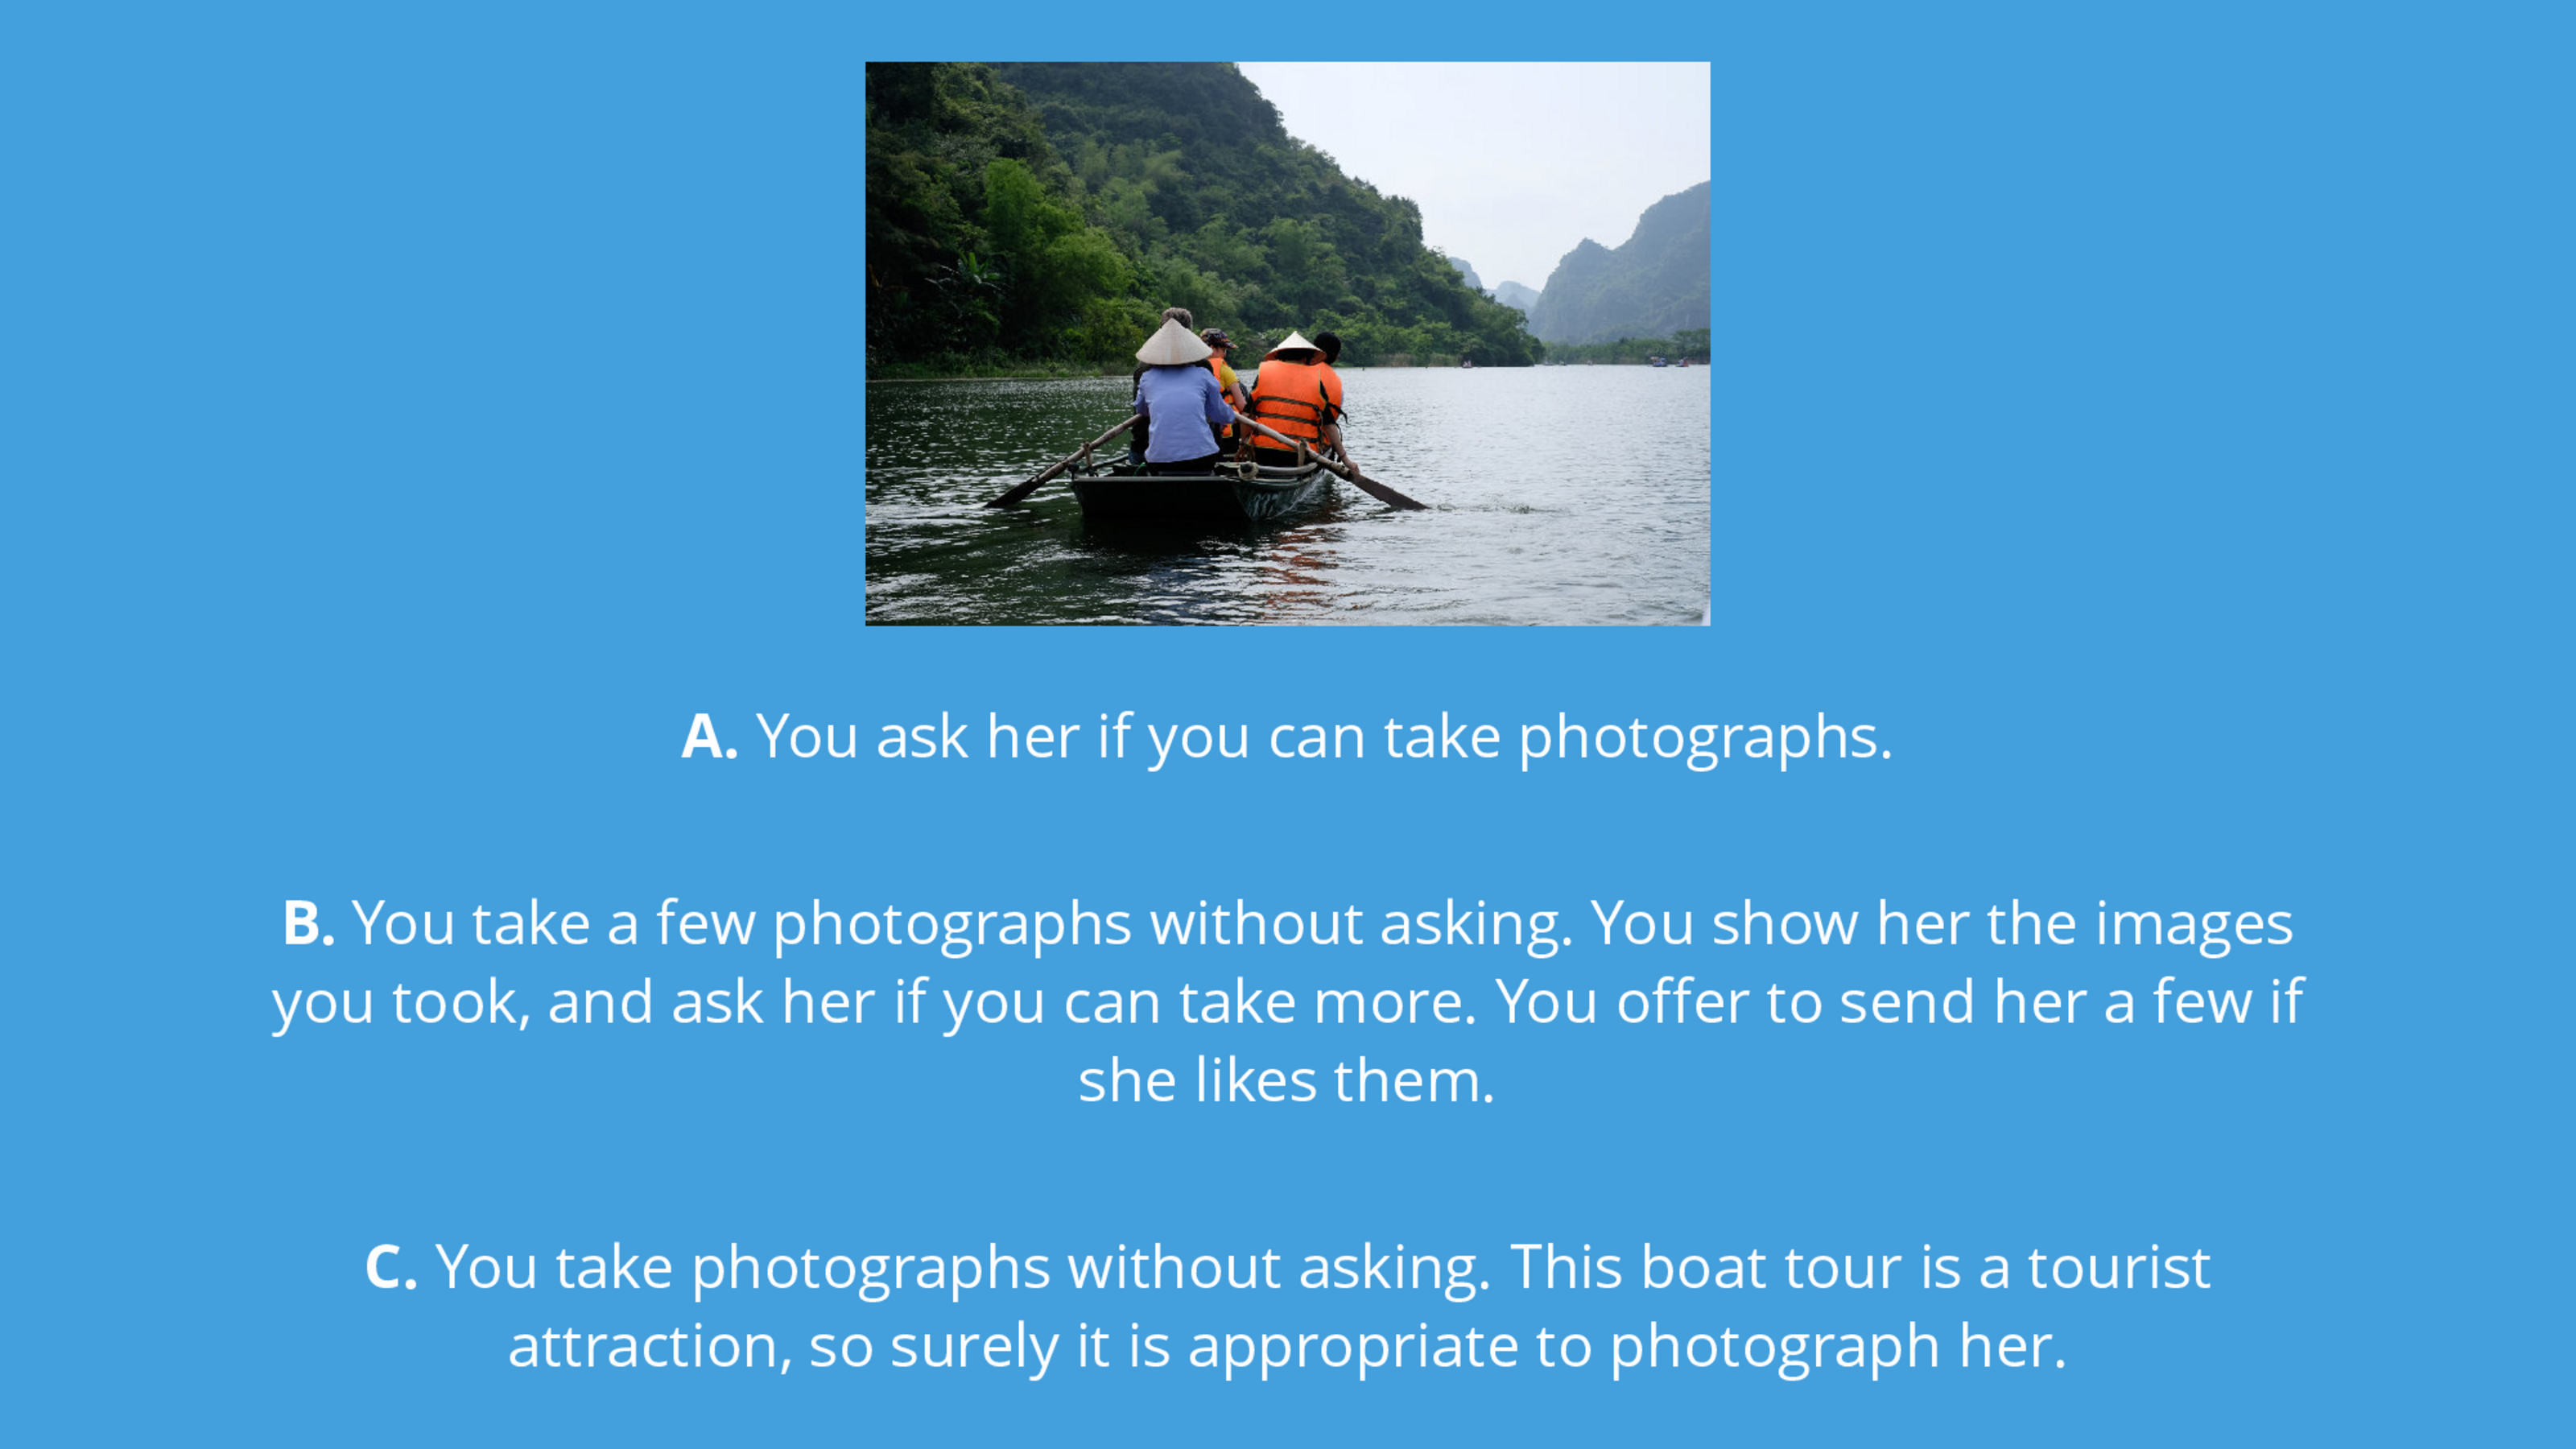 A. You ask her if you can take photographs.
B. You take a few photographs without asking. You show her the images
you took, and ask her if you can take more. You offer to send her a few if
she likes them.
C. You take photographs without asking. This boat tour is a tourist
attraction, so surely it is appropriate to photograph her.